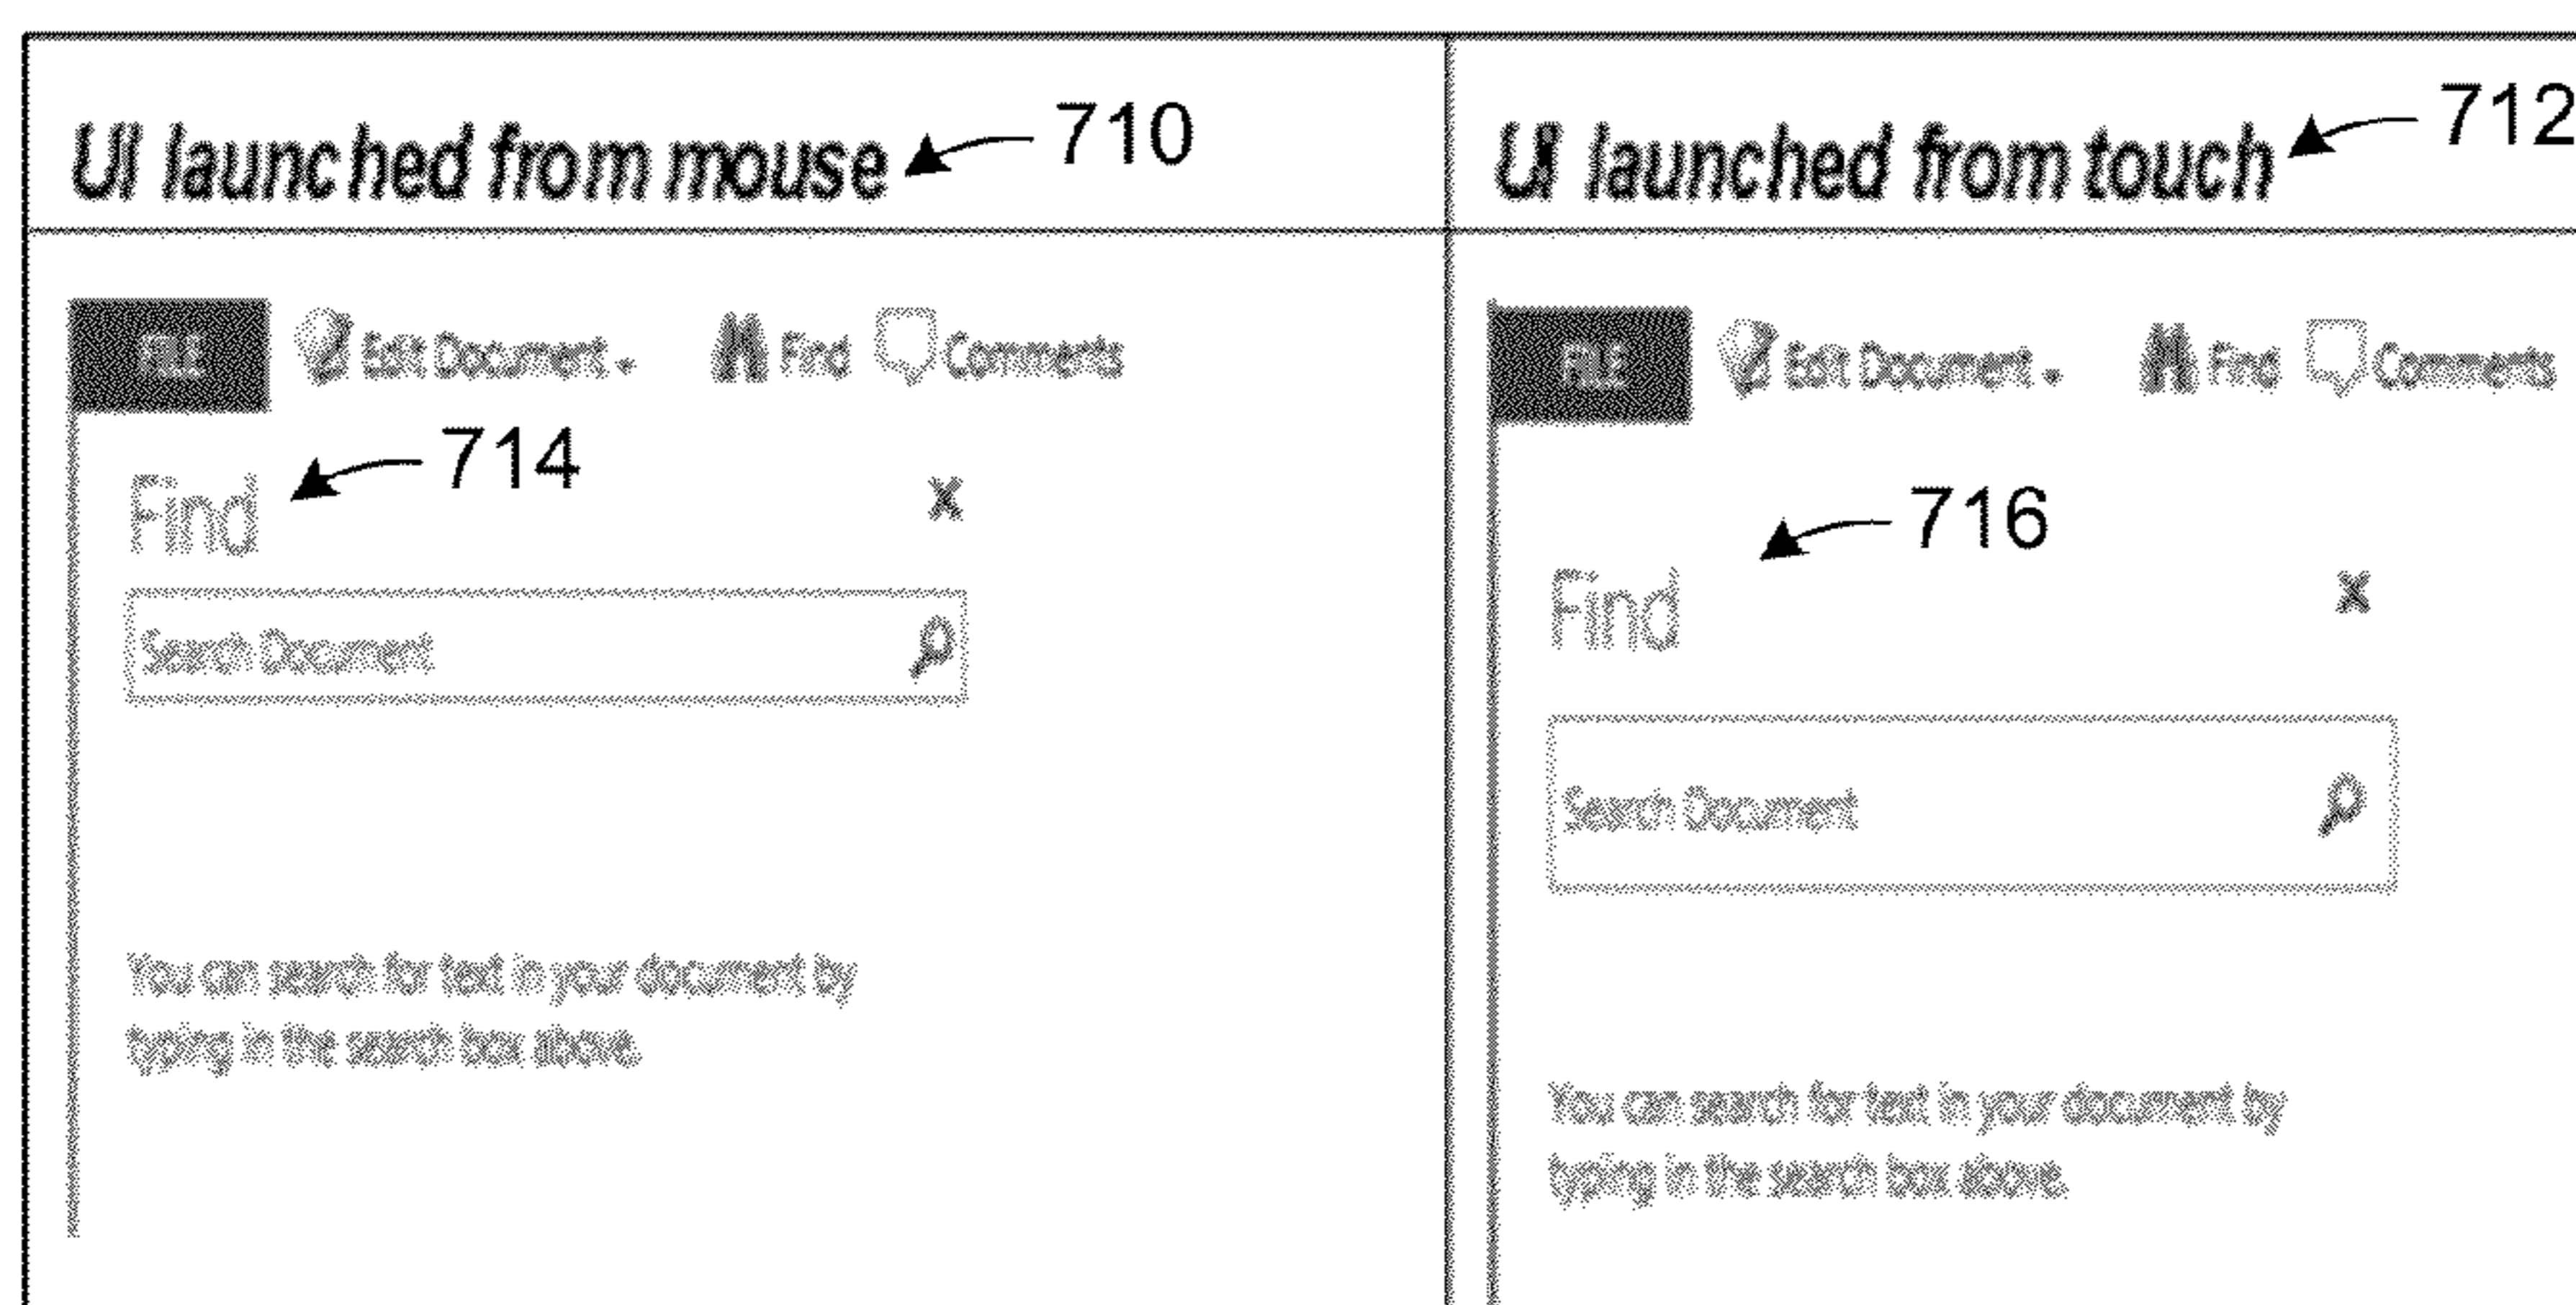 UI launched from mouse 710
UI launched from touch 712
FILE Edit Document Find Comments
Find 714 x
Search Document
You can search for text in your document by
typing in the search box above.
FILE Edit Document Find Comments
716
Find x
Search Document
You can search for text in your document by
typing in the search box above.